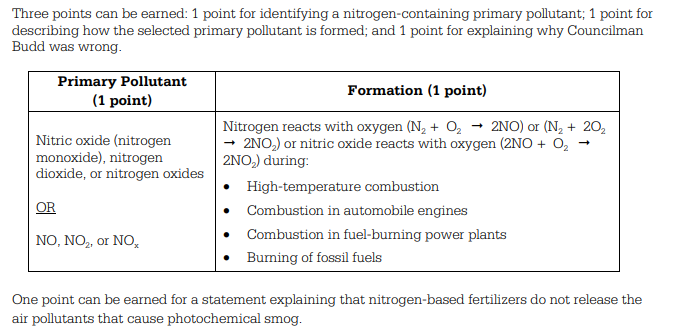 Three points can be earned: 1 point for identifying a nitrogen-containing primary pollutant; 1 point for
describing how the selected primary pollutant is formed; and 1 point for explaining why Councilman
Budd was wrong.
Primary Pollutant
(1 point)
Formation (1 point)
Nitric oxide (nitrogen
monoxide), nitrogen
dioxide, or nitrogen oxides
OR
NO, NO₂, or NOₓ
Nitrogen reacts with oxygen (N₂ + O₂ → 2NO) or (N₂ + 2O₂
→ 2NO₂) or nitric oxide reacts with oxygen (2NO + O₂ →
2NO₂) during:
• High-temperature combustion
• Combustion in automobile engines
• Combustion in fuel-burning power plants
• Burning of fossil fuels
One point can be earned for a statement explaining that nitrogen-based fertilizers do not release the
air pollutants that cause photochemical smog.